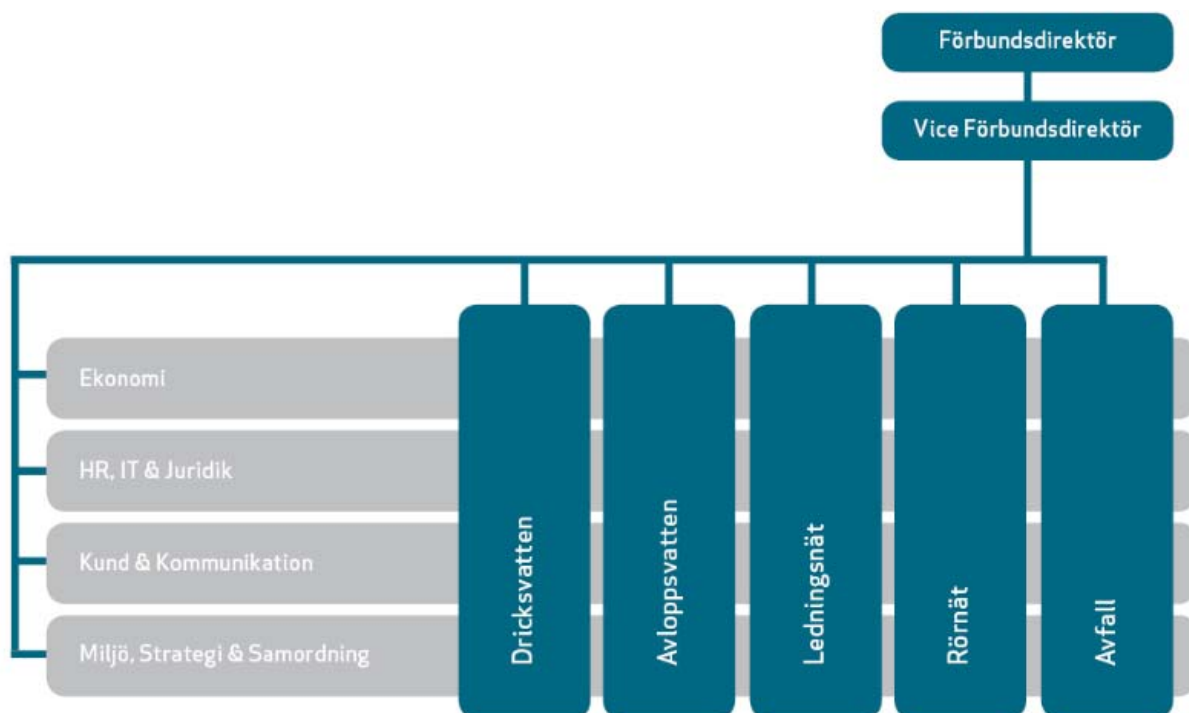 Förbundsdirektör
Vice Förbundsdirektör
Ekonomi
HR, IT & Juridik
Kund & Kommunikation
Miljö, Strategi & Samordning
Dricksvatten
Avloppsvatten
Ledningsnät
Rörnät
Avfall